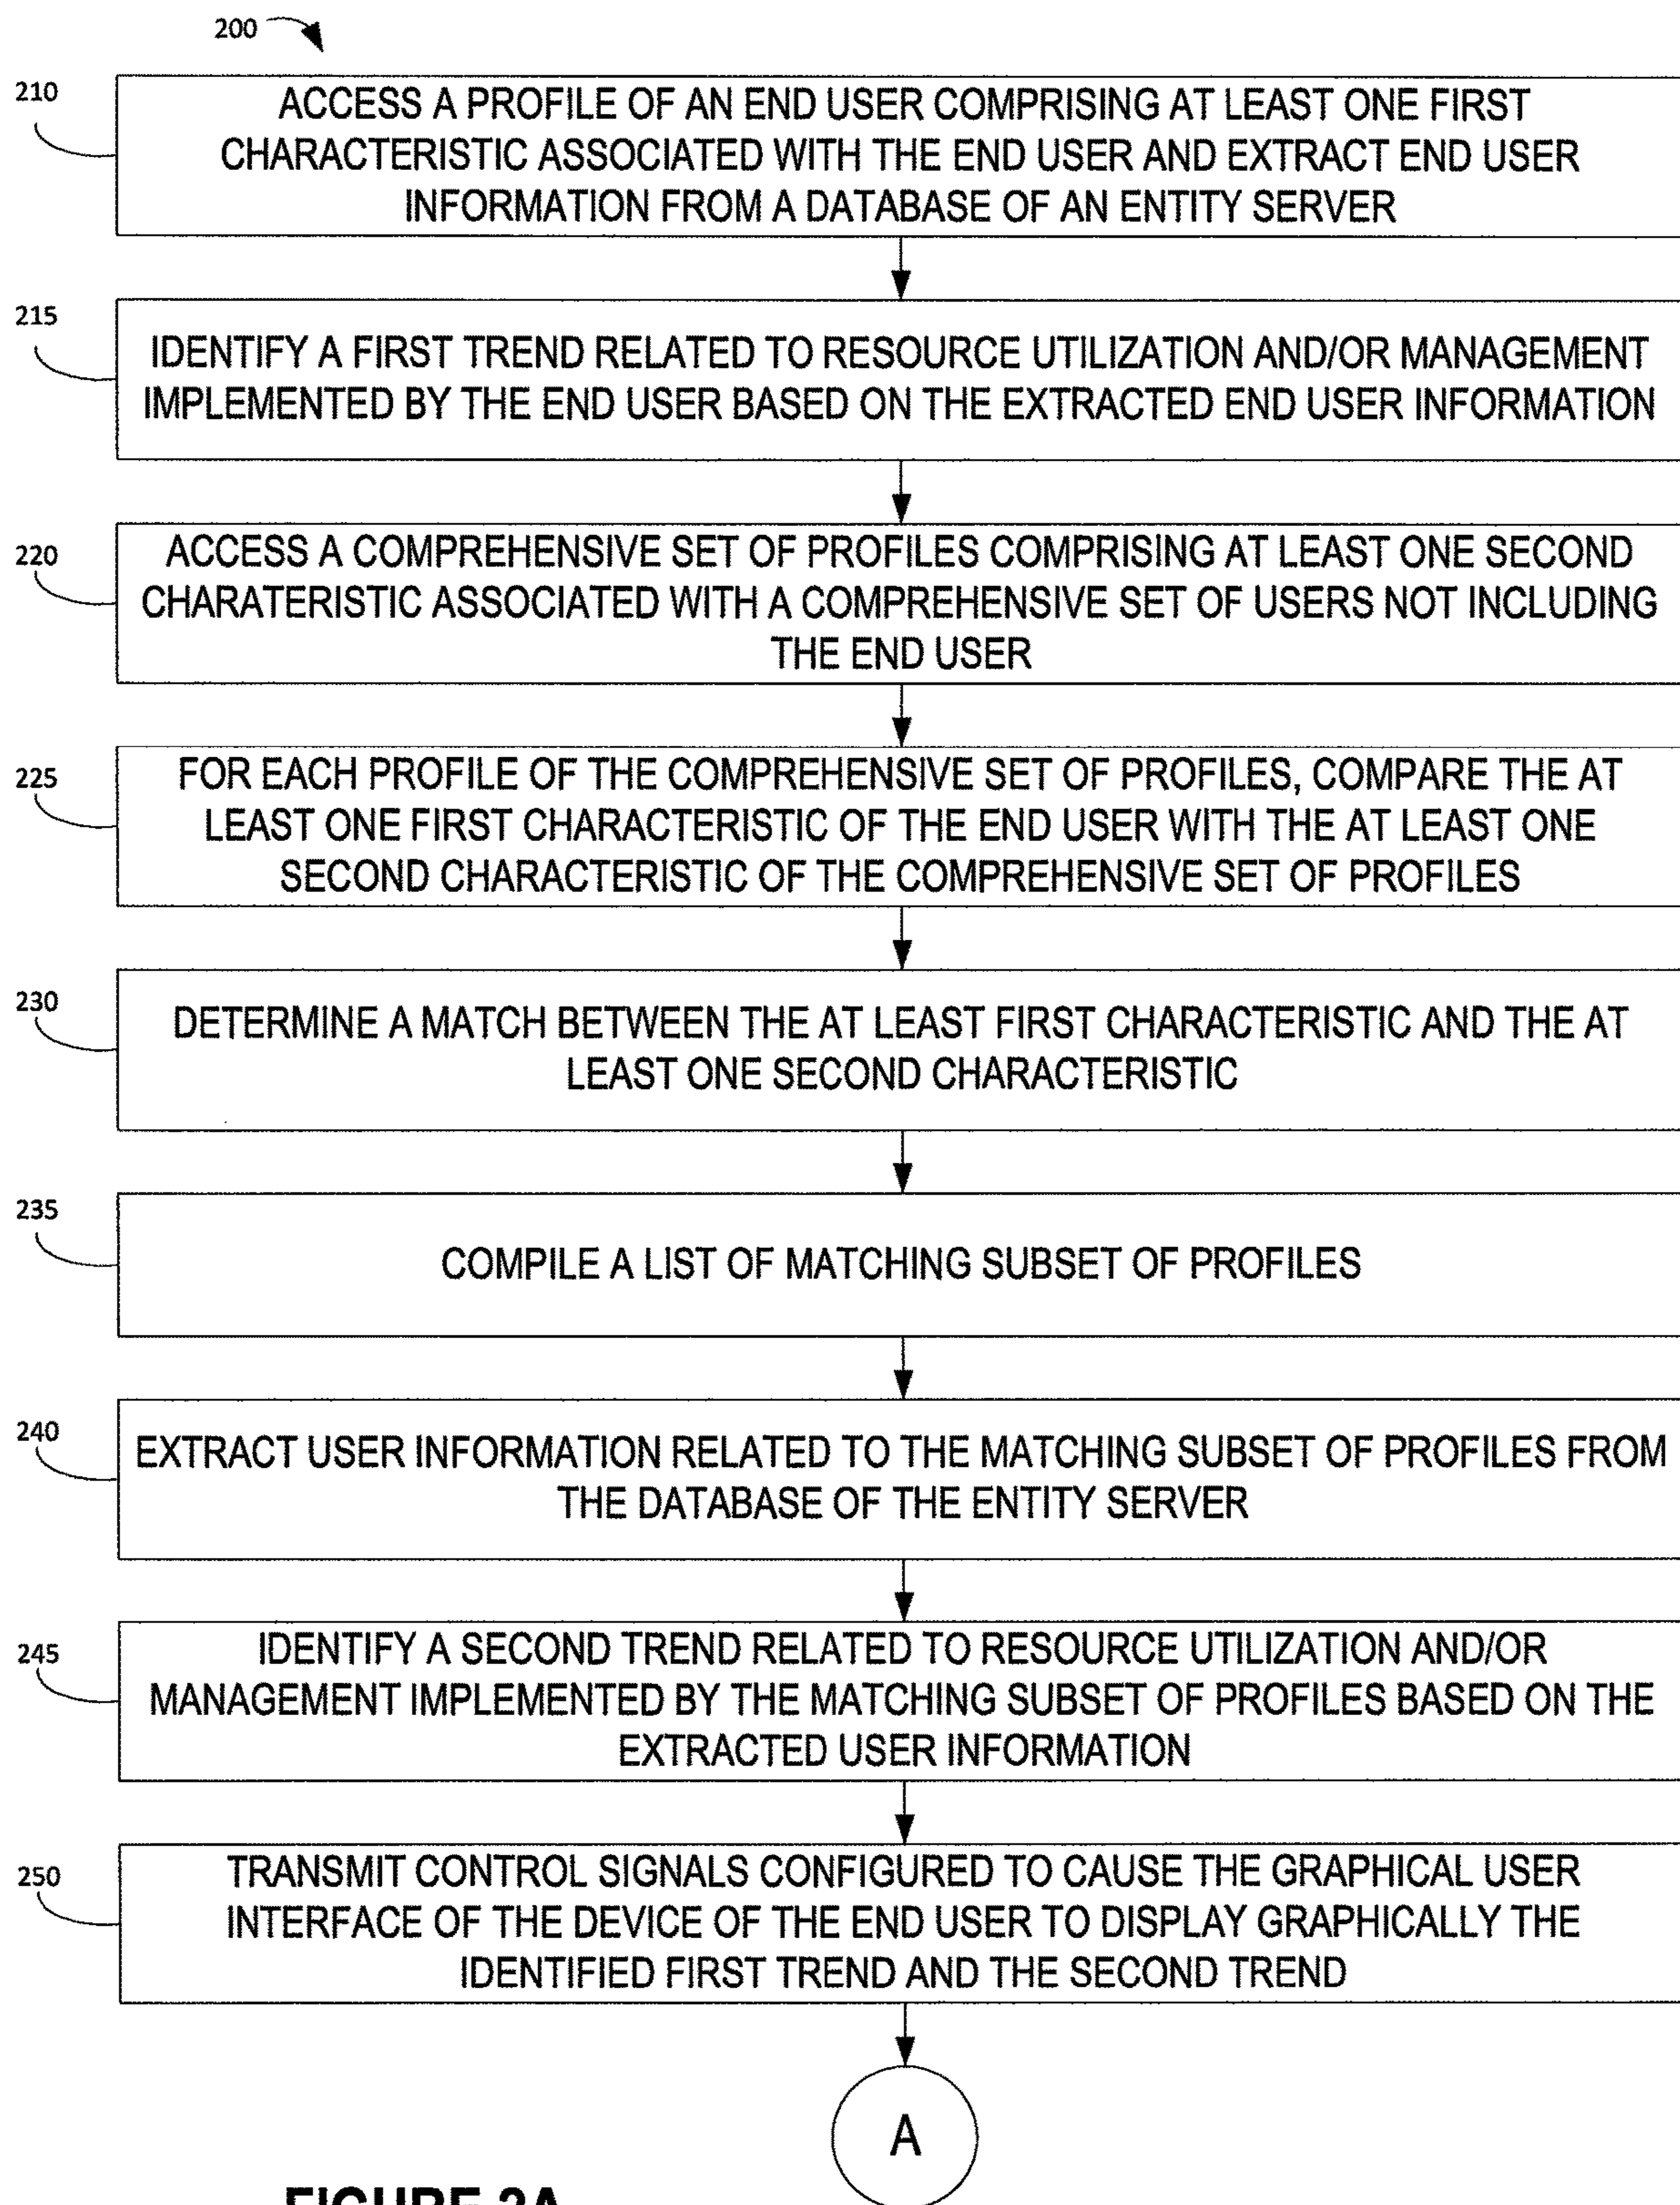 200
210
ACCESS A PROFILE OF AN END USER COMPRISING AT LEAST ONE FIRST
CHARACTERISTIC ASSOCIATED WITH THE END USER AND EXTRACT END USER
INFORMATION FROM A DATABASE OF AN ENTITY SERVER
215
IDENTIFY A FIRST TREND RELATED TO RESOURCE UTILIZATION AND/OR MANAGEMENT
IMPLEMENTED BY THE END USER BASED ON THE EXTRACTED END USER INFORMATION
220
ACCESS A COMPREHENSIVE SET OF PROFILES COMPRISING AT LEAST ONE SECOND
CHARATERISTIC ASSOCIATED WITH A COMPREHENSIVE SET OF USERS NOT INCLUDING
THE END USER
225
FOR EACH PROFILE OF THE COMPREHENSIVE SET OF PROFILES, COMPARE THE AT
LEAST ONE FIRST CHARACTERISTIC OF THE END USER WITH THE AT LEAST ONE
SECOND CHARACTERISTIC OF THE COMPREHENSIVE SET OF PROFILES
230
DETERMINE A MATCH BETWEEN THE AT LEAST FIRST CHARACTERISTIC AND THE AT
LEAST ONE SECOND CHARACTERISTIC
235
COMPILE A LIST OF MATCHING SUBSET OF PROFILES
240
EXTRACT USER INFORMATION RELATED TO THE MATCHING SUBSET OF PROFILES FROM
THE DATABASE OF THE ENTITY SERVER
245
IDENTIFY A SECOND TREND RELATED TO RESOURCE UTILIZATION AND/OR
MANAGEMENT IMPLEMENTED BY THE MATCHING SUBSET OF PROFILES BASED ON THE
EXTRACTED USER INFORMATION
250
TRANSMIT CONTROL SIGNALS CONFIGURED TO CAUSE THE GRAPHICAL USER
INTERFACE OF THE DEVICE OF THE END USER TO DISPLAY GRAPHICALLY THE
IDENTIFIED FIRST TREND AND THE SECOND TREND
A
FIGURE 2A